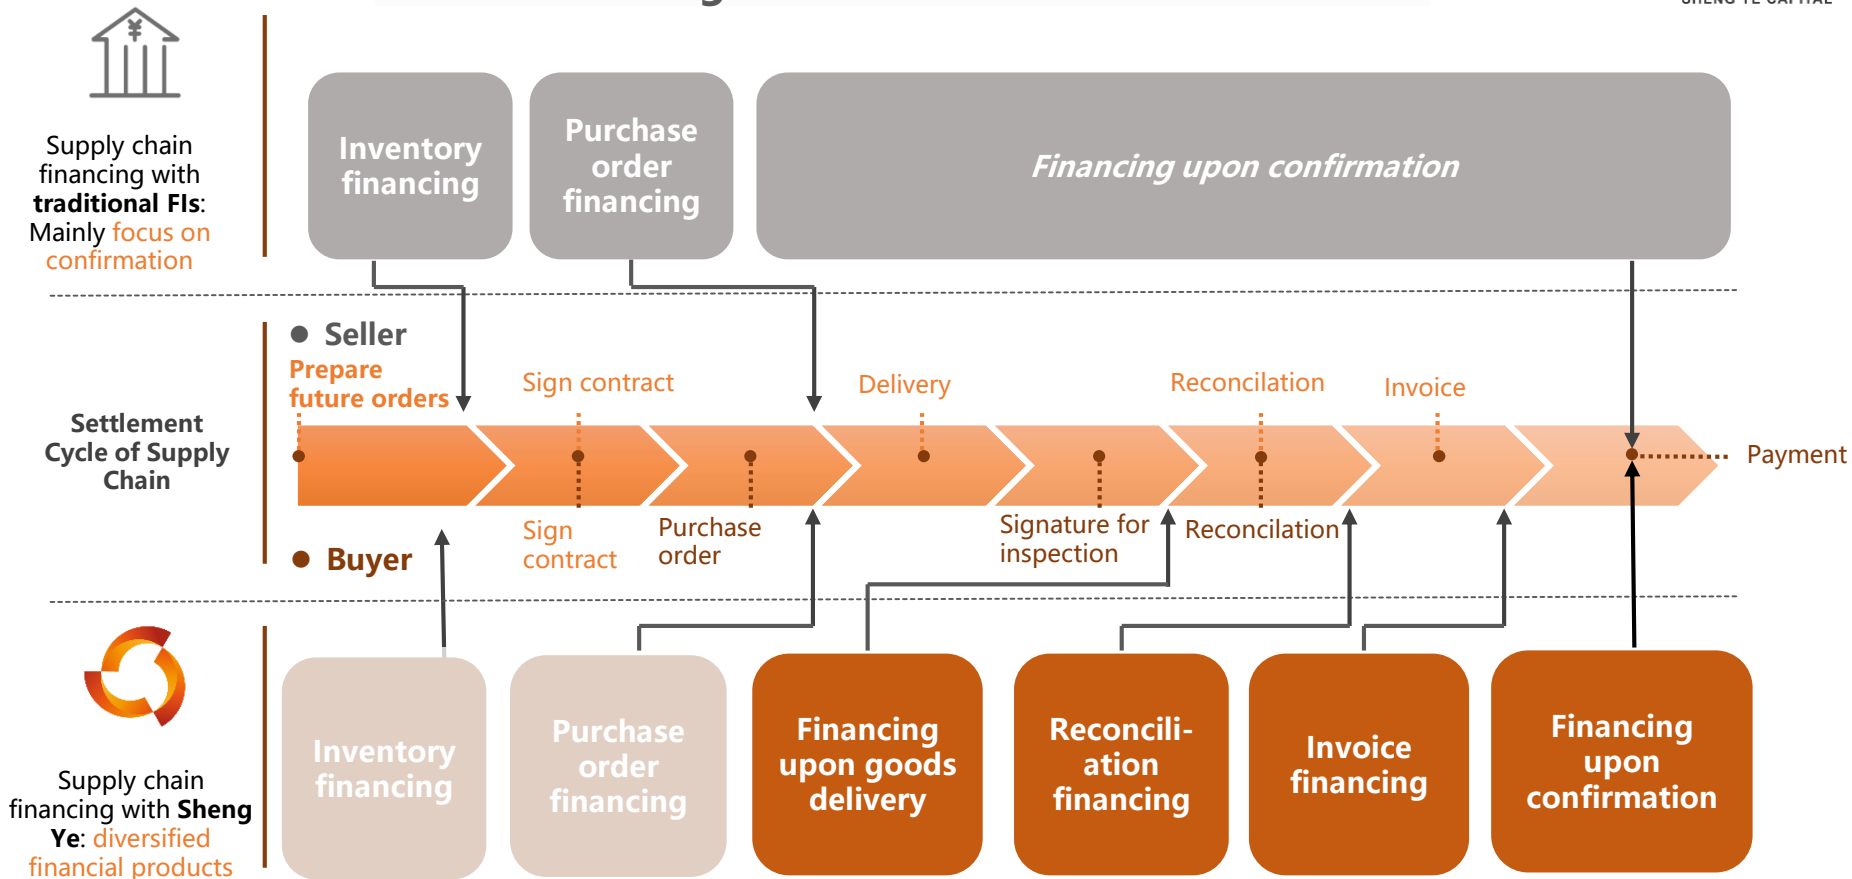 SHENG YE CAPITAL
¥
Supply chain
financing with
traditional FIs:
Mainly focus on
confirmation
Inventory
financing
Purchase
order
financing
Financing upon confirmation
Settlement
Cycle of Supply
Chain
Seller
Prepare
future orders
Sign contract
Delivery
Reconcilation
Invoice
Payment
Sign
contract
Purchase
order
Signature for
inspection
Reconcilation
Buyer
Supply chain
financing with Sheng
Ye: diversified
financial products
Inventory
financing
Purchase
order
financing
Financing
upon goods
delivery
Reconcili-
ation
financing
Invoice
financing
Financing
upon
confirmation